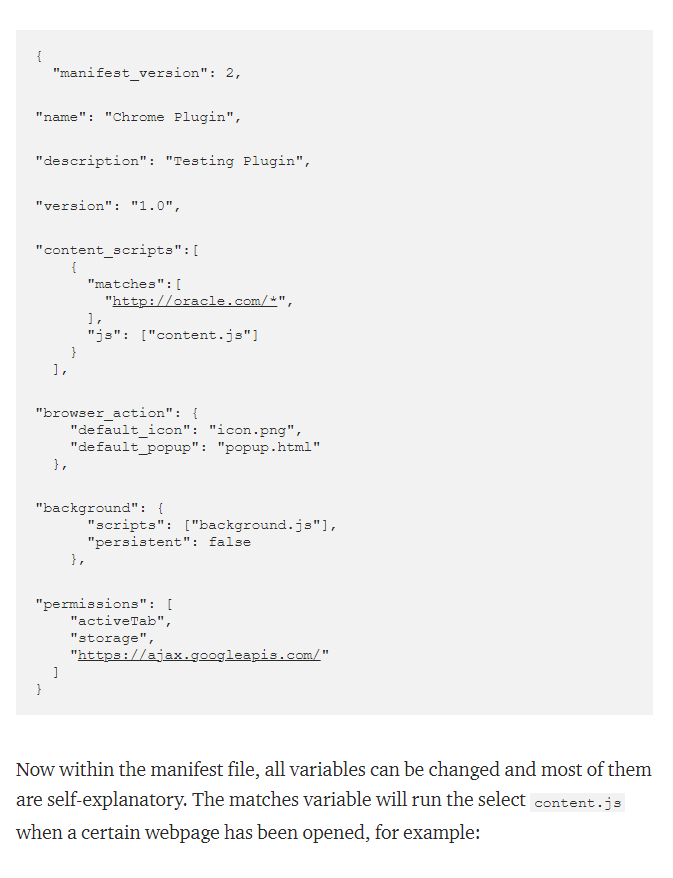 {
  "manifest_version": 2,
"name": "Chrome Plugin",
"description": "Testing Plugin",
"version": "1.0",
"content_scripts":[
    {
      "matches":[
        "http://oracle.com/*",
      ],
      "js": ["content.js"]
    }
  ],
"browser_action": {
    "default_icon": "icon.png",
    "default_popup": "popup.html"
  },
"background": {
      "scripts": ["background.js"],
      "persistent": false
    },
"permissions": [
    "activeTab",
    "storage",
    "https://ajax.googleapis.com/"
  ]
}
Now within the manifest file, all variables can be changed and most of them
are self-explanatory. The matches variable will run the select content.js
when a certain webpage has been opened, for example: